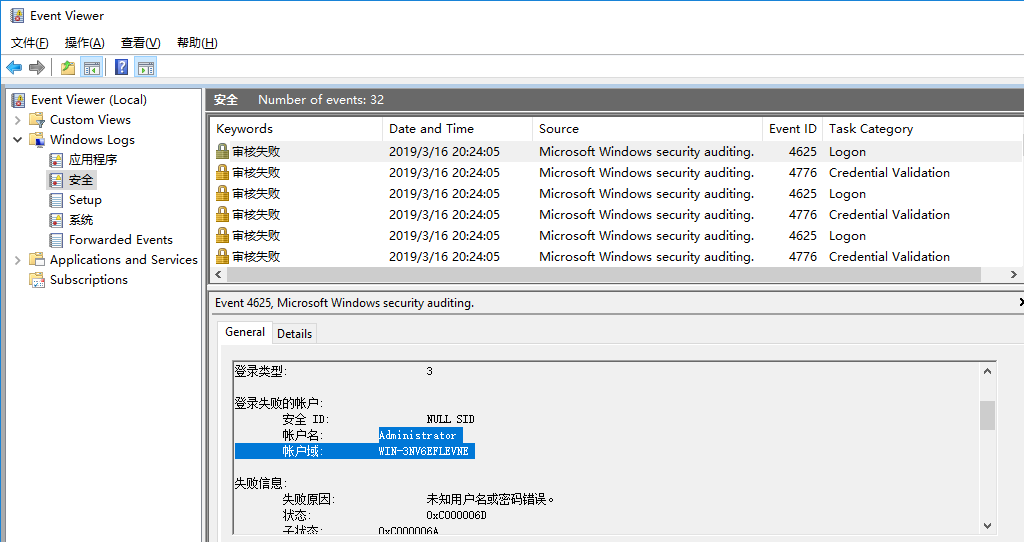 Event Viewer
文件(F) 操作(A) 查看(V) 帮助(H)
Event Viewer (Local)
Custom Views
Windows Logs
应用程序
安全
Setup
系统
Forwarded Events
Applications and Services
Subscriptions
安全 Number of events: 32
Keywords Date and Time Source Event ID Task Category
审核失败 2019/3/16 20:24:05 Microsoft Windows security auditing. 4625 Logon
审核失败 2019/3/16 20:24:05 Microsoft Windows security auditing. 4776 Credential Validation
审核失败 2019/3/16 20:24:05 Microsoft Windows security auditing. 4625 Logon
审核失败 2019/3/16 20:24:05 Microsoft Windows security auditing. 4776 Credential Validation
审核失败 2019/3/16 20:24:05 Microsoft Windows security auditing. 4625 Logon
审核失败 2019/3/16 20:24:05 Microsoft Windows security auditing. 4776 Credential Validation
Event 4625, Microsoft Windows security auditing.
General Details
登录类型: 3
登录失败的帐户:
安全 ID: NULL SID
帐户名: Administrator
帐户域: WIN-3NV6EFLEVNE
失败信息:
失败原因: 未知用户名或密码错误。
状态: 0xC000006D
子状态: 0xC000006A